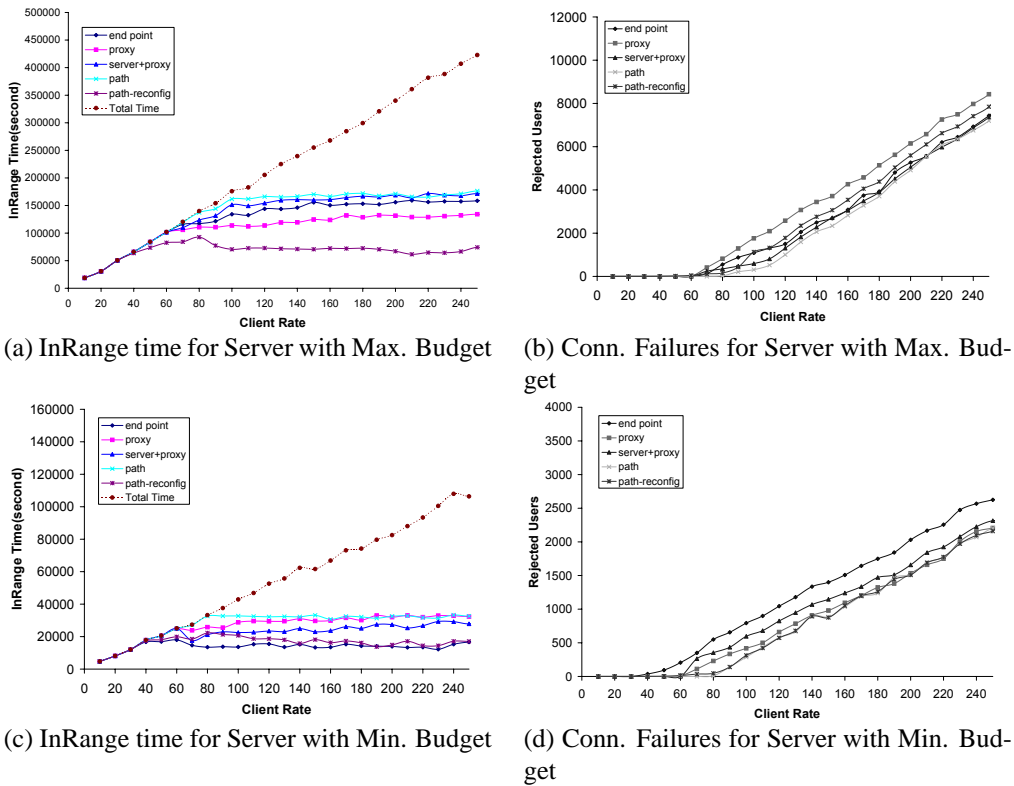 500000
450000
400000
350000
300000
250000
200000
150000
100000
50000
0
InRange Time(second)
end point
proxy
server+proxy
path
path-reconfig
Total Time
0 20 40 60 80 100 120 140 160 180 200 220 240
Client Rate
(a) InRange time for Server with Max. Budget
12000
10000
8000
6000
4000
2000
0
Rejected Users
end point
proxy
server+proxy
path
path-reconfig
0 20 40 60 80 100 120 140 160 180 200 220 240
Client Rate
(b) Conn. Failures for Server with Max. Bud-
get
160000
140000
120000
100000
80000
60000
40000
20000
0
InRange Time(second)
end point
proxy
server+proxy
path
path-reconfig
Total Time
0 20 40 60 80 100 120 140 160 180 200 220 240
Client Rate
(c) InRange time for Server with Min. Budget
4000
3500
3000
2500
2000
1500
1000
500
0
Rejected Users
end point
proxy
server+proxy
path
path-reconfig
0 20 40 60 80 100 120 140 160 180 200 220 240
Client Rate
(d) Conn. Failures for Server with Min. Bud-
get